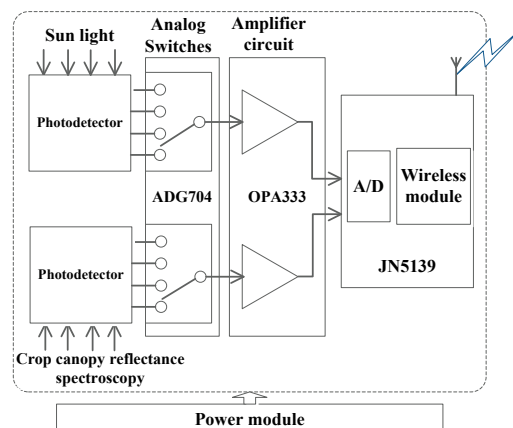 Sun light
Analog
Switches
Amplifier
circuit
Photodetector
ADG704
OPA333
A/D
Wireless
module
JN5139
Photodetector
Crop canopy reflectance
spectroscopy
Power module